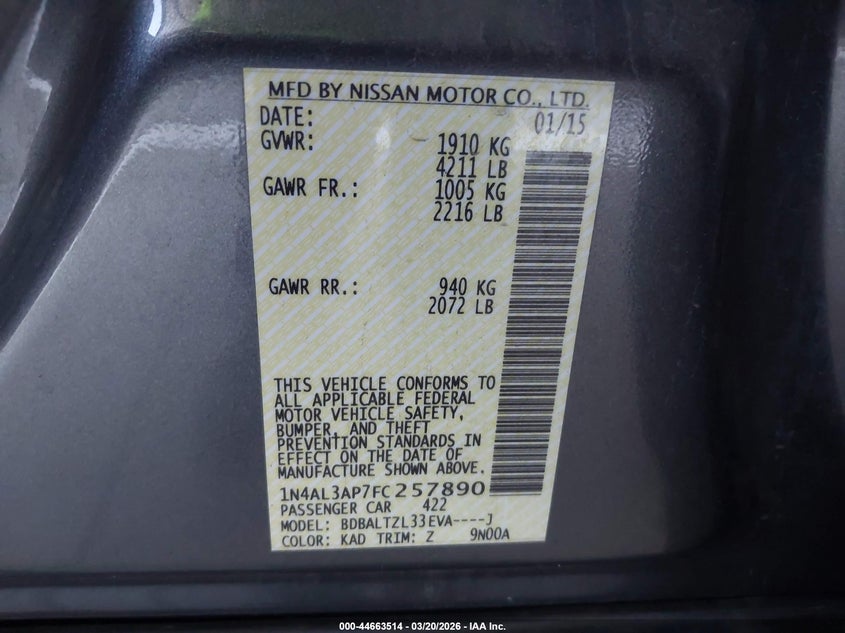 MFD BY NISSAN MOTOR CO., LTD.
DATE: 01/15
GVWR: 1910 KG
4211 LB
GAWR FR.: 1005 KG
2216 LB
GAWR RR.: 940 KG
2072 LB
THIS VEHICLE CONFORMS TO
ALL APPLICABLE FEDERAL
MOTOR VEHICLE SAFETY,
BUMPER, AND THEFT
PREVENTION STANDARDS IN
EFFECT ON THE DATE OF
MANUFACTURE SHOWN ABOVE.
1N4AL3AP7FC257890
PASSENGER CAR 422
MODEL: BDBALTZL33EVA----J
COLOR: KAD TRIM: Z 9N00A
000-44663514 — 03/20/2026 - IAA Inc.